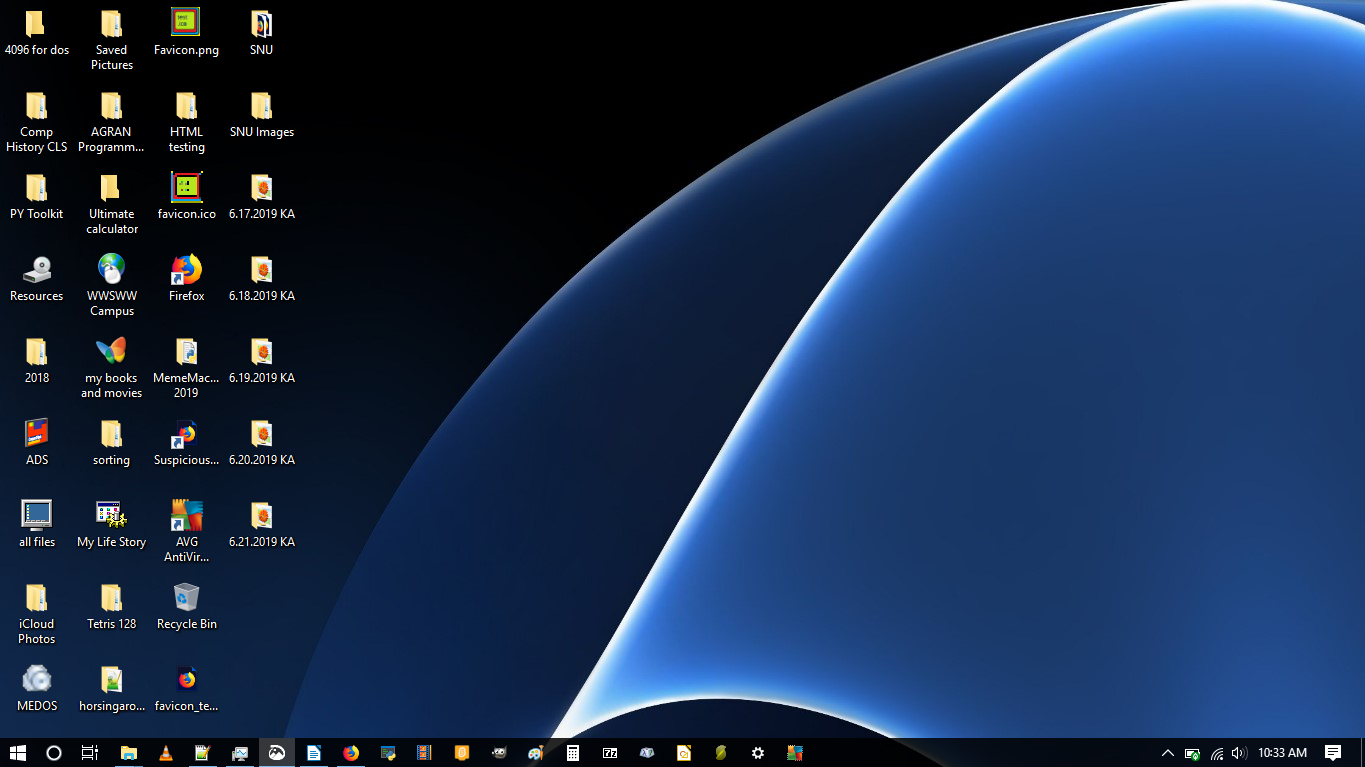 4096 for dos
Saved
Pictures
Favicon.png
SNU
Comp
History CLS
AGRAN
Programm...
HTML
testing
SNU Images
PY Toolkit
Ultimate
calculator
favicon.ico
6.17.2019 KA
Resources
WWSWW
Campus
Firefox
6.18.2019 KA
2018
my books
and movies
MemeMac...
2019
6.19.2019 KA
ADS
sorting
Suspicious...
6.20.2019 KA
all files
My Life Story
AVG
AntiVir...
6.21.2019 KA
iCloud
Photos
Tetris 128
Recycle Bin
MEDOS
horsingaro...
favicon_te...
10:33 AM